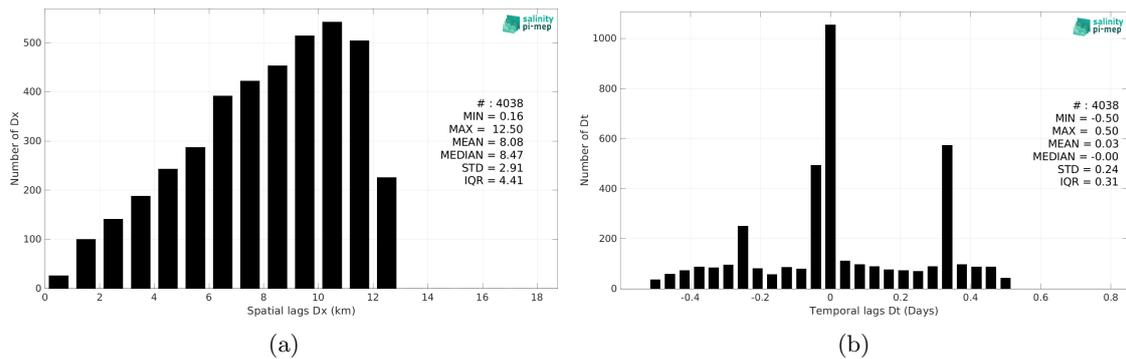 500
400
300
200
100
0
Number of Dx
0 2 4 6 8 10 12 14 16 18
Spatial lags Dx (km)
salinity
pi-mep
# : 4038
MIN = 0.16
MAX = 12.50
MEAN = 8.08
MEDIAN = 8.47
STD = 2.91
IQR = 4.41
(a)
1000
800
600
400
200
0
Number of Dt
-0.4 -0.2 0 0.2 0.4 0.6 0.8
Temporal lags Dt (Days)
salinity
pi-mep
# : 4038
MIN = -0.50
MAX = 0.50
MEAN = 0.03
MEDIAN = -0.00
STD = 0.24
IQR = 0.31
(b)